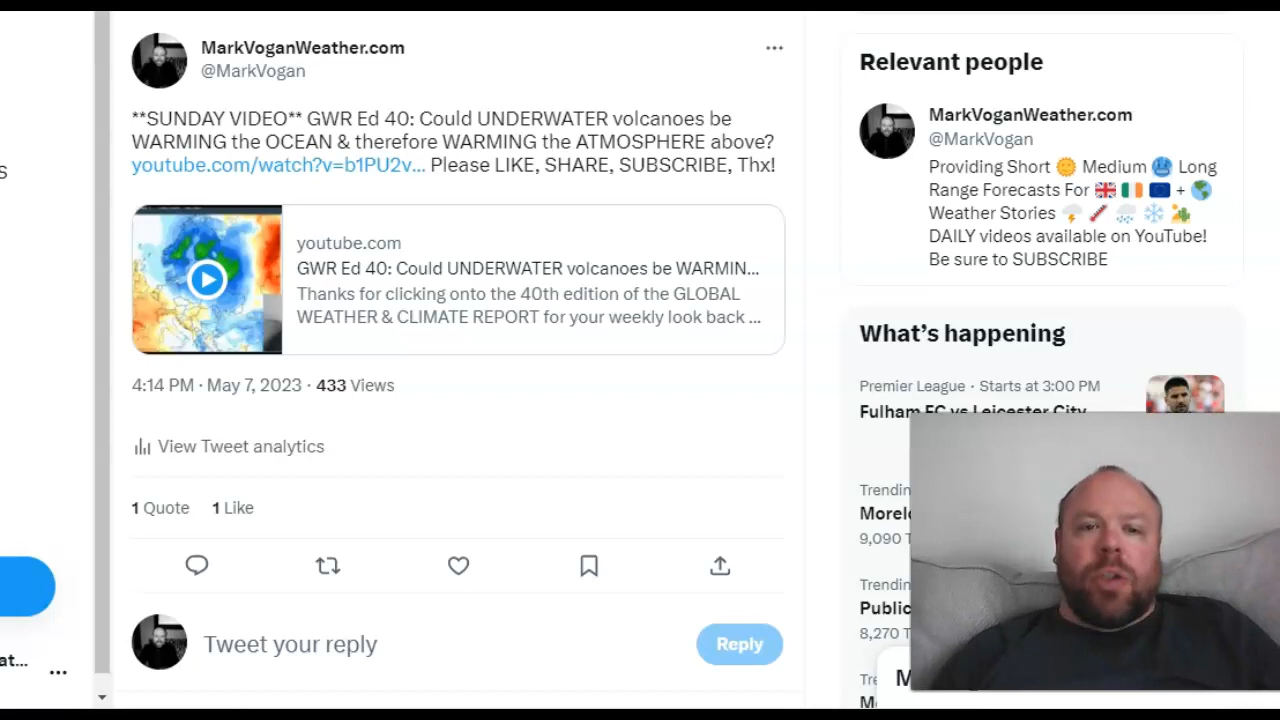 MarkVoganWeather.com
@MarkVogan
**SUNDAY VIDEO** GWR Ed 40: Could UNDERWATER volcanoes be
WARMING the OCEAN & therefore WARMING the ATMOSPHERE above?
youtube.com/watch?v=b1PU2v... Please LIKE, SHARE, SUBSCRIBE, Thx!
youtube.com
GWR Ed 40: Could UNDERWATER volcanoes be WARMIN...
Thanks for clicking onto the 40th edition of the GLOBAL
WEATHER & CLIMATE REPORT for your weekly look back ...
4:14 PM · May 7, 2023 · 433 Views
View Tweet analytics
1 Quote 1 Like
Tweet your reply
Reply
S
at...
Relevant people
MarkVoganWeather.com
@MarkVogan
Providing Short 🌞 Medium 🥶 Long
Range Forecasts For 🇬🇧 🇮🇪 🇪🇺 + 🌎
Weather Stories 🌩 🌡 🌧 ❄ 🏜
DAILY videos available on YouTube!
Be sure to SUBSCRIBE
What's happening
Premier League · Starts at 3:00 PM
Fulham FC vs Leicester City
Trendin
9,090 T
Trendin
Public
8,270 T
M